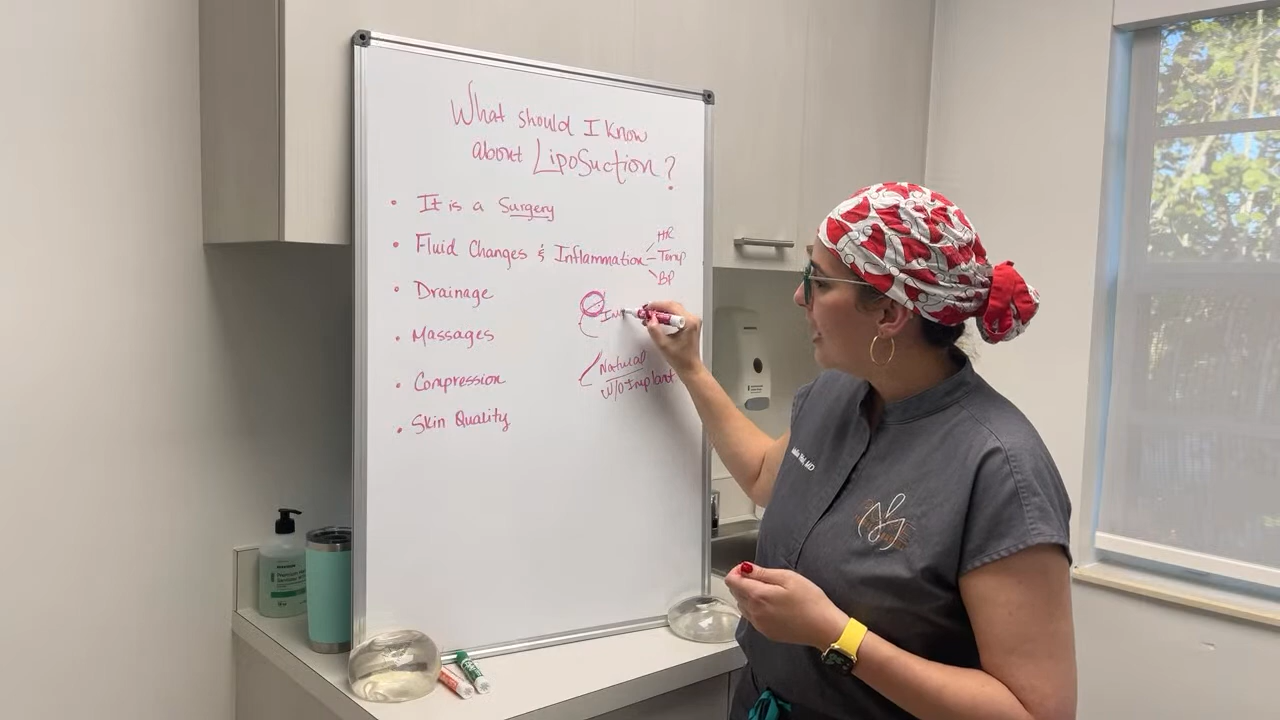 What should I know
about LipoSuction?
• It is a Surgery
• Fluid Changes & Inflammation
HR
Temp
BP
• Drainage
• Massages
• Compression
• Skin Quality
Natural
w/o Implant
MD